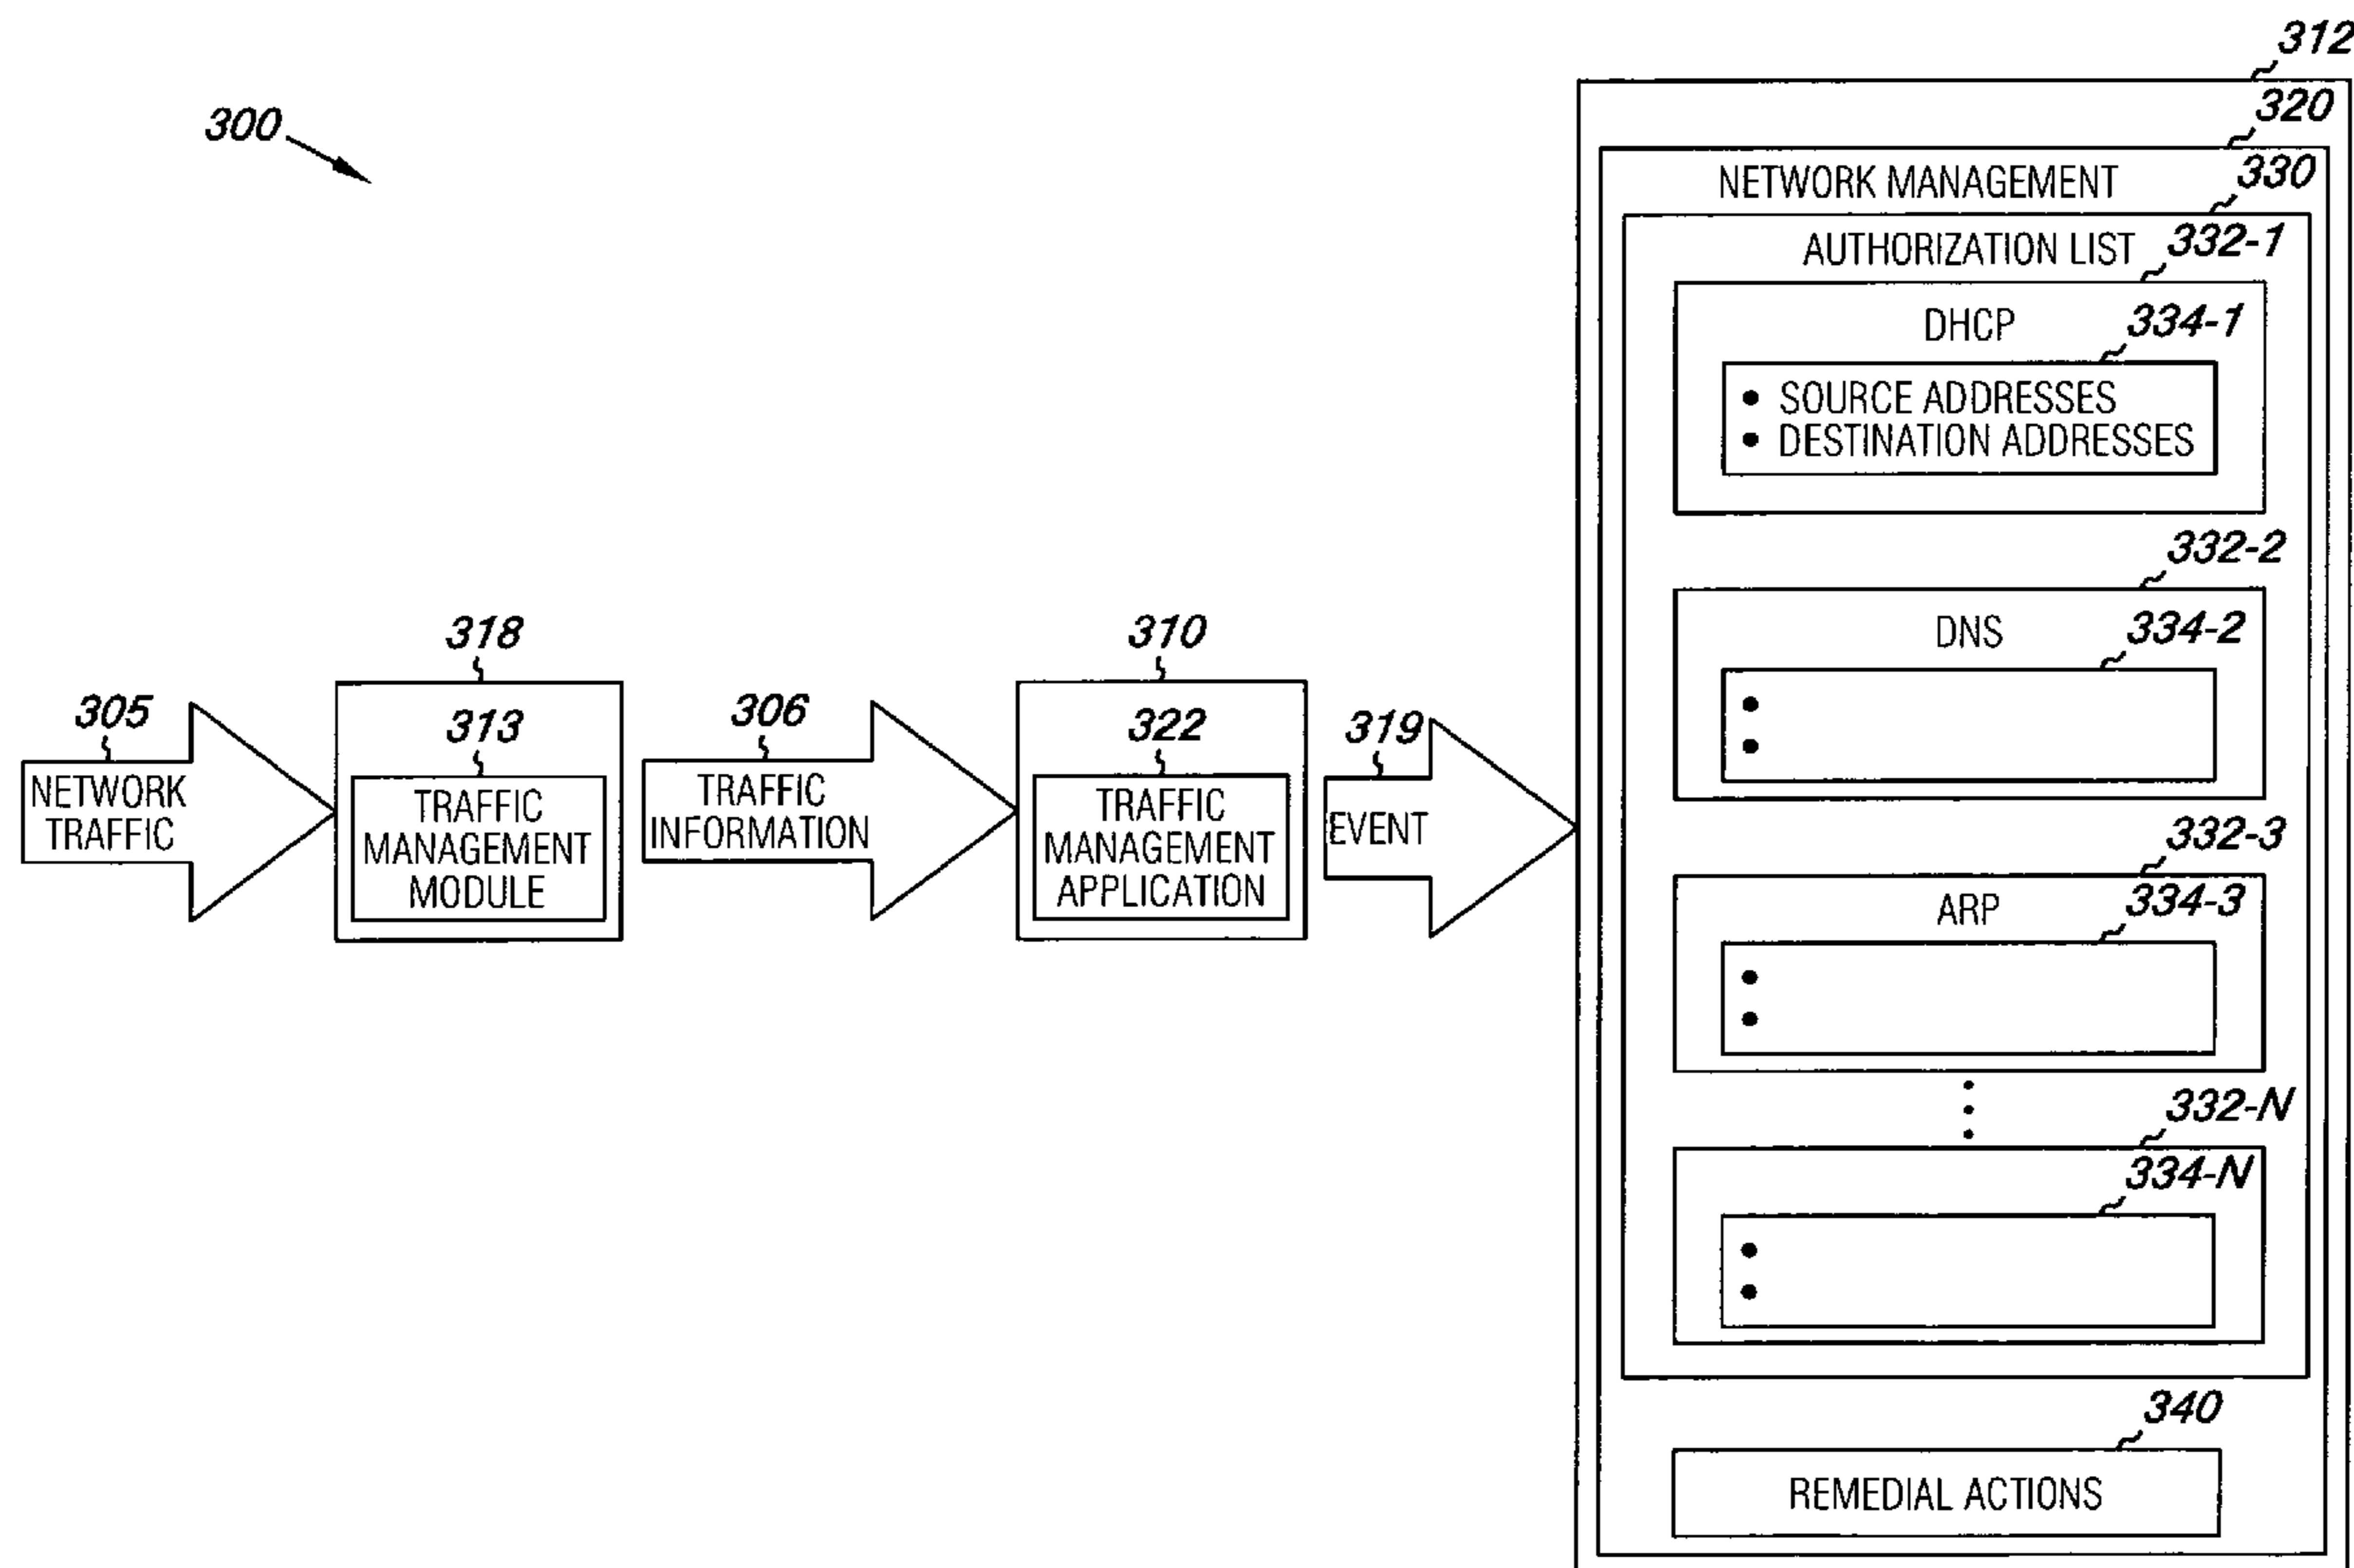 312
300
320
NETWORK MANAGEMENT
330
AUTHORIZATION LIST
332-1
DHCP
334-1
• SOURCE ADDRESSES
• DESTINATION ADDRESSES
332-2
DNS
334-2
•
•
318
310
305
313
306
322
319
NETWORK
TRAFFIC
TRAFFIC
MANAGEMENT
MODULE
TRAFFIC
INFORMATION
TRAFFIC
MANAGEMENT
APPLICATION
EVENT
332-3
ARP
334-3
•
•
332-N
334-N
•
•
340
REMEDIAL ACTIONS